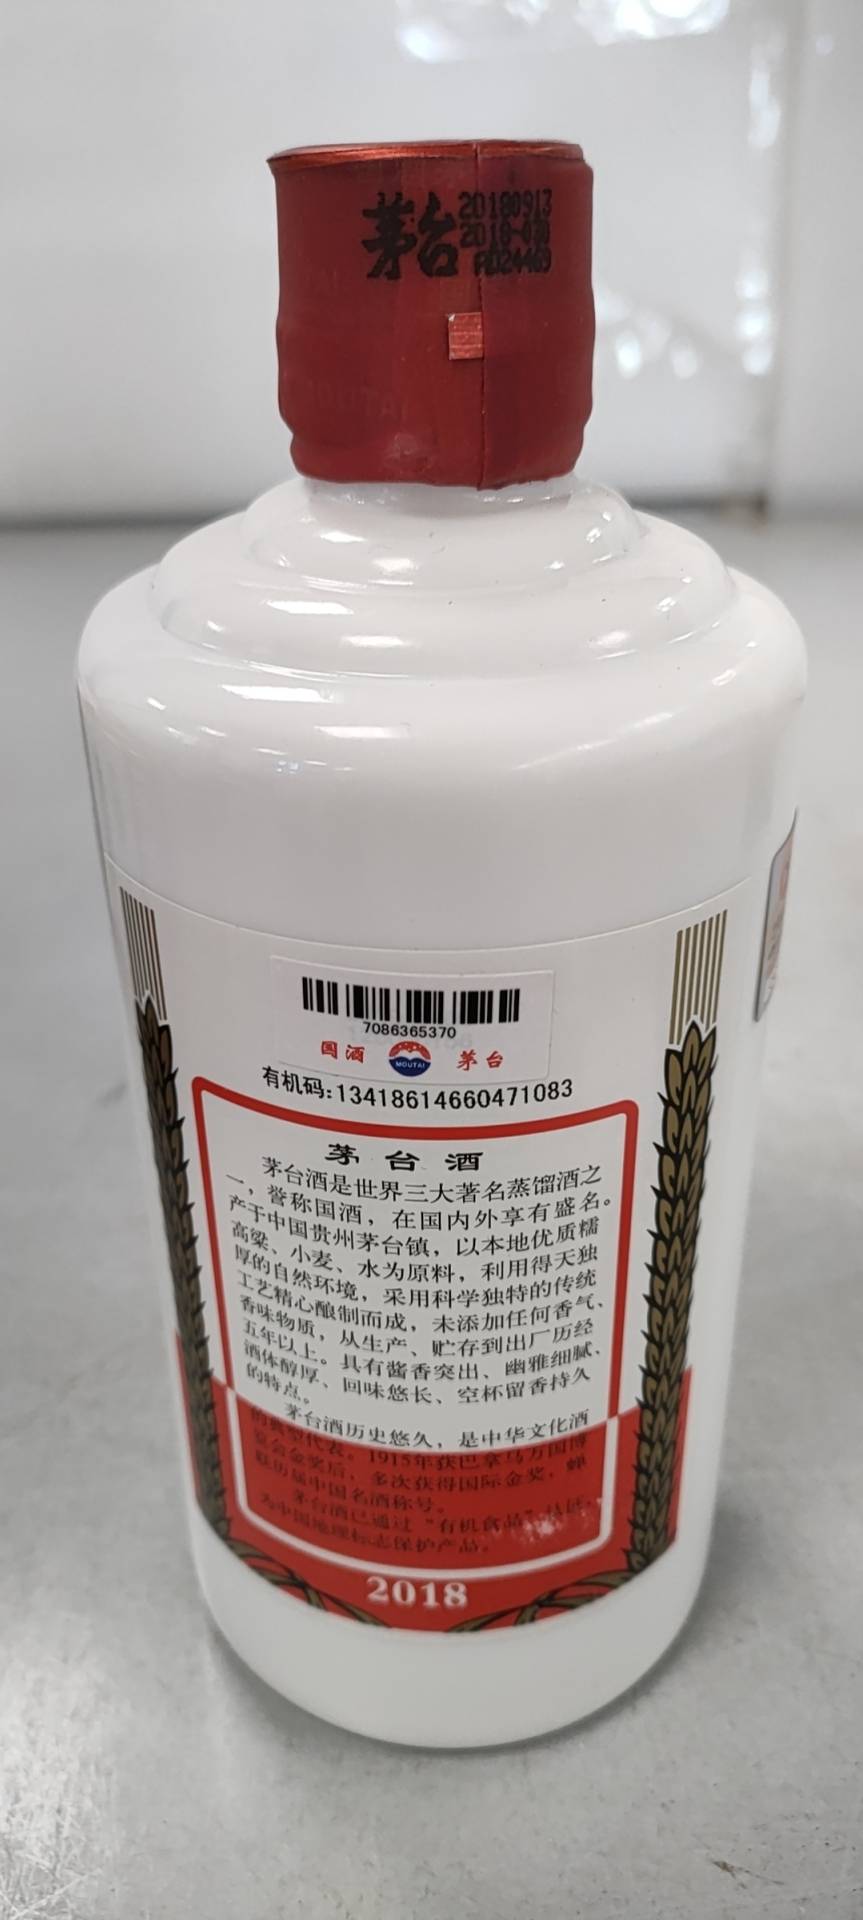 茅台
20180913
2018-030
7086365370
国酒
MOUTAI
茅台
有机码:13418614660471083
茅台酒
茅台酒是世界三大著名蒸馏酒之
一，誉称国酒，在国内外享有盛名。
产于中国贵州茅台镇，以本地优质糯
高粱、小麦、水为原料，利用得天独
厚的自然环境，采用科学独特的传统
工艺精心酿制而成，未添加任何香气、
香味物质，从生产、贮存到出厂历经
五年以上。具有酱香突出、幽雅细腻、
酒体醇厚、回味悠长、空杯留香持久
的特点。
茅台酒历史悠久，是中华文化酒
的典型代表。1915年获巴拿马万国博
览会金奖后，多次获得国际金奖，蝉
联历届中国名酒称号。
茅台酒已通过“有机食品”认证，
为中国地理标志保护产品。
2018